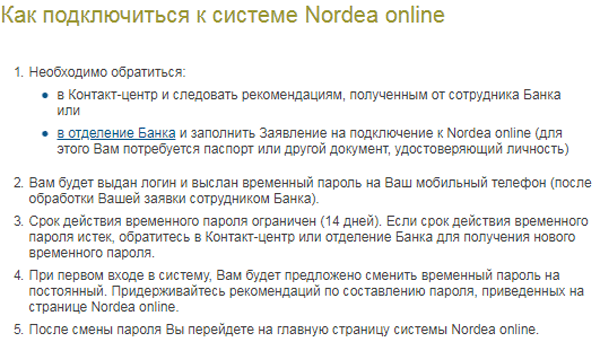 Как подключиться к системе Nordea online
1. Необходимо обратиться:
• в Контакт-центр и следовать рекомендациям, полученным от сотрудника Банка
или
• в отделение Банка и заполнить Заявление на подключение к Nordea online (для
этого Вам потребуется паспорт или другой документ, удостоверяющий личность)
2. Вам будет выдан логин и выслан временный пароль на Ваш мобильный телефон (после
обработки Вашей заявки сотрудником Банка).
3. Срок действия временного пароля ограничен (14 дней). Если срок действия временного
пароля истек, обратитесь в Контакт-центр или отделение Банка для получения нового
временного пароля.
4. При первом входе в систему, Вам будет предложено сменить временный пароль на
постоянный. Придерживайтесь рекомендаций по составлению пароля, приведенных на
странице Nordea online.
5. После смены пароля Вы перейдете на главную страницу системы Nordea online.